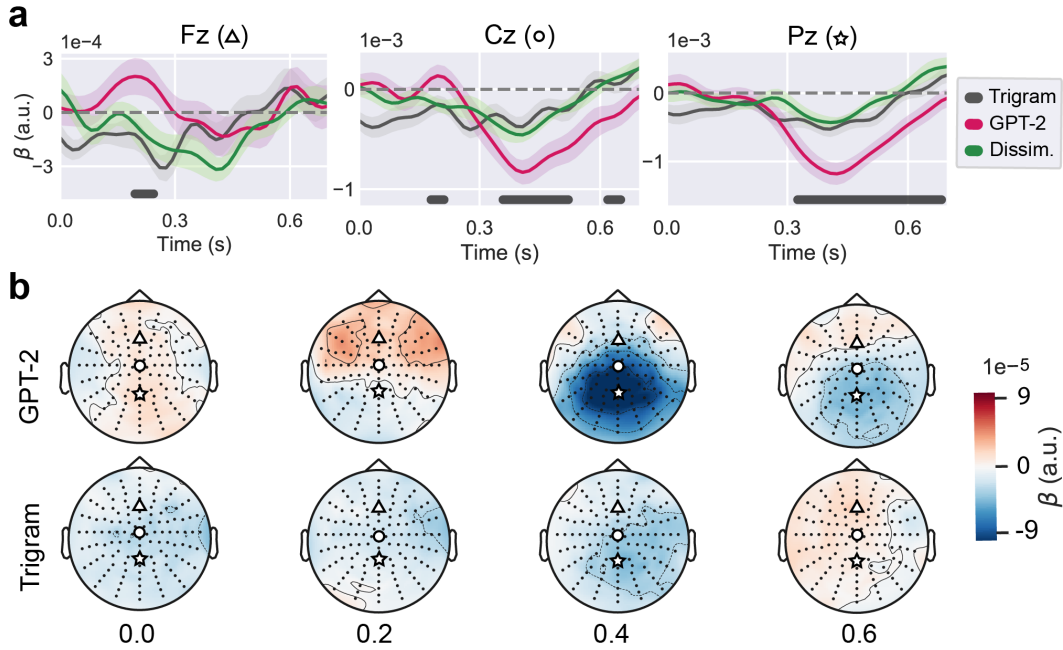 a
Fz (△)
Cz (○)
Pz (☆)
1e−4
1e−3
1e−3
3
0
−3
β (a.u.)
0
−1
0
−1
0.0 0.3 0.6
0.0 0.3 0.6
0.0 0.3 0.6
Time (s)
Time (s)
Time (s)
Trigram
GPT-2
Dissim.
b
GPT-2
Trigram
0.0 0.2 0.4 0.6
1e−5
9
0
-9
β (a.u.)